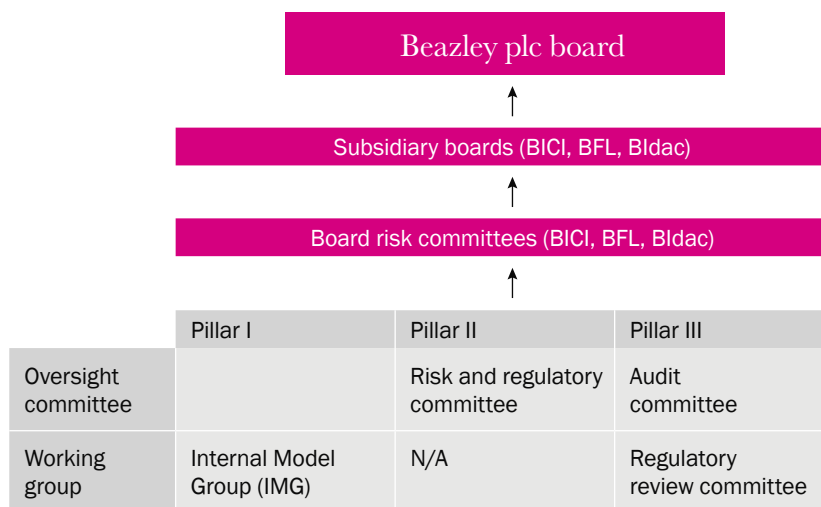 Beazley plc board
Subsidiary boards (BICI, BFL, BIdac)
Board risk committees (BICI, BFL, BIdac)
Pillar I Pillar II Pillar III
Oversight committee
Risk and regulatory committee
Audit committee
Working group
Internal Model Group (IMG)
N/A
Regulatory review committee